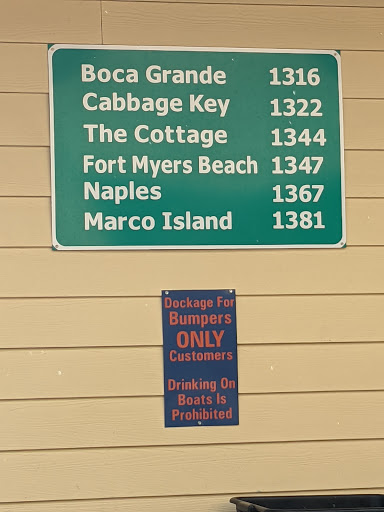 Boca Grande 1316
Cabbage Key 1322
The Cottage 1344
Fort Myers Beach 1347
Naples 1367
Marco Island 1381
Dockage For
Bumpers
ONLY
Customers
Drinking On
Boats Is
Prohibited